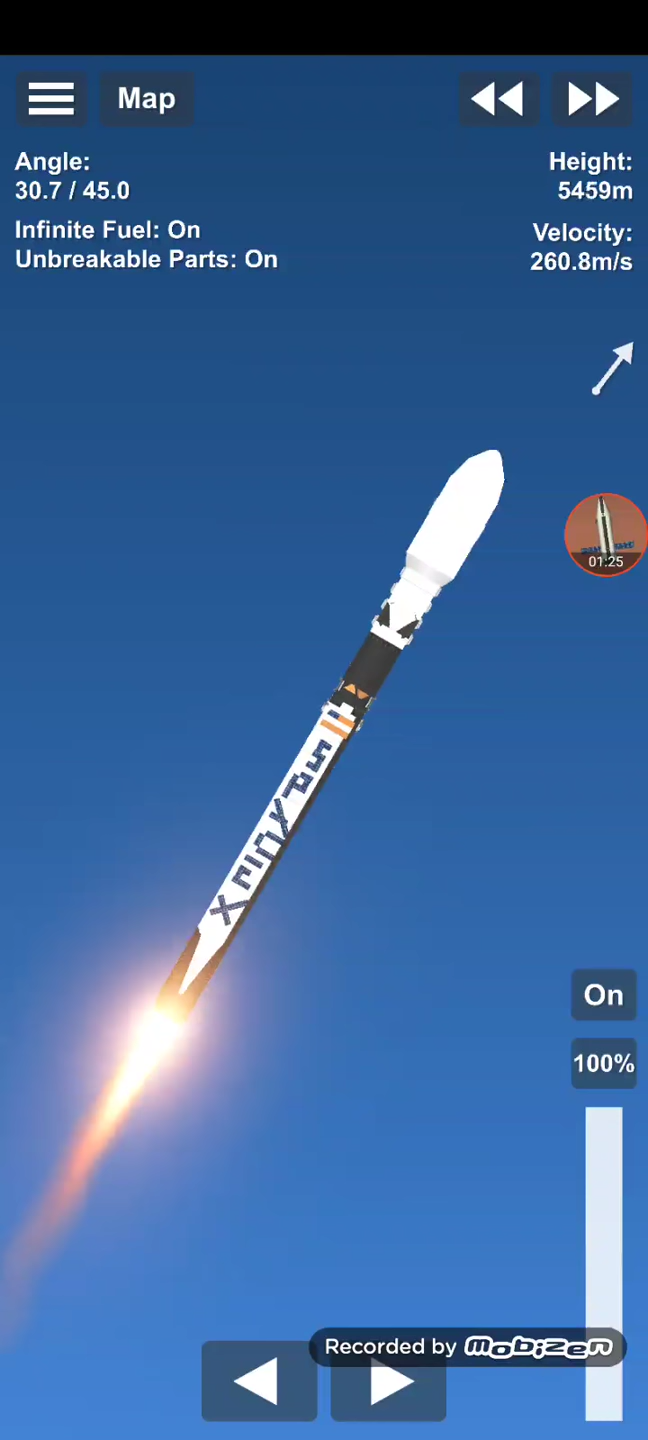 Map
Angle:
30.7 / 45.0
Infinite Fuel: On
Unbreakable Parts: On
Height:
5459m
Velocity:
260.8m/s
01:25
On
100%
Recorded by mobizen